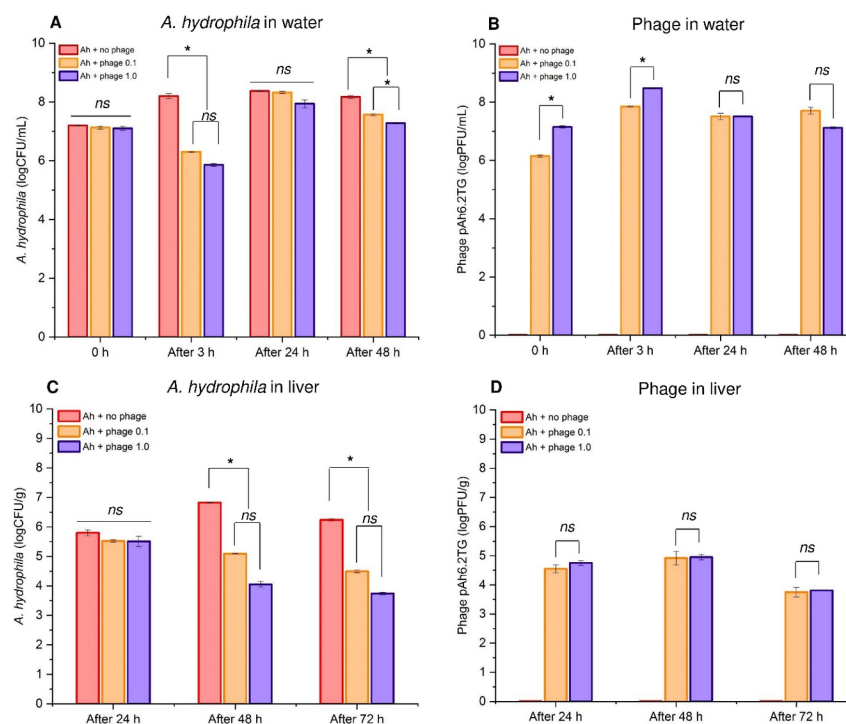 A
A. hydrophila in water
Ah + no phage
Ah + phage 0.1
Ah + phage 1.0
A. hydrophila (logCFU/mL)
10
8
6
4
2
0
ns
*
ns
ns
*
*
0 h
After 3 h
After 24 h
After 48 h
B
Phage in water
Ah + no phage
Ah + phage 0.1
Ah + phage 1.0
Phage pAh6.2TG (logPFU/mL)
10
9
8
7
6
5
4
3
2
1
0
*
*
ns
ns
0 h
After 3 h
After 24 h
After 48 h
C
A. hydrophila in liver
Ah + no phage
Ah + phage 0.1
Ah + phage 1.0
A. hydrophila (logCFU/g)
10
9
8
7
6
5
4
3
2
1
0
ns
*
ns
*
ns
After 24 h
After 48 h
After 72 h
D
Phage in liver
Ah + no phage
Ah + phage 0.1
Ah + phage 1.0
Phage pAh6.2TG (logPFU/g)
10
9
8
7
6
5
4
3
2
1
0
ns
ns
ns
After 24 h
After 48 h
After 72 h